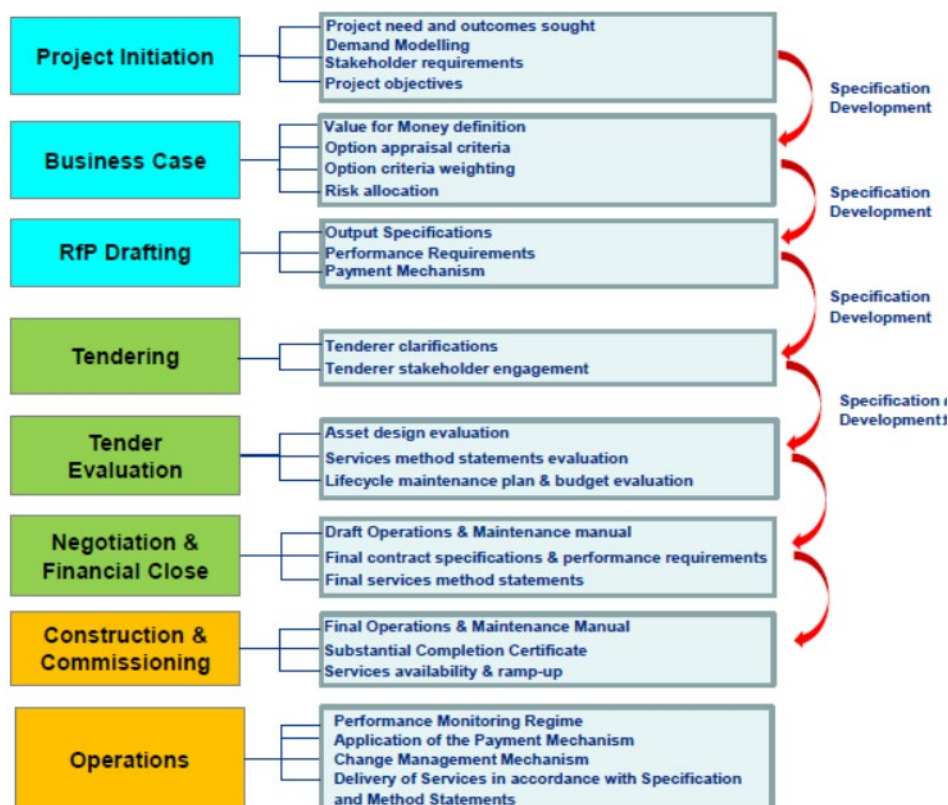 Project Initiation
Project need and outcomes sought
Demand Modelling
Stakeholder requirements
Project objectives
Specification
Development
Business Case
Value for Money definition
Option appraisal criteria
Option criteria weighting
Risk allocation
Specification
Development
RfP Drafting
Output Specifications
Performance Requirements
Payment Mechanism
Specification
Development
Tendering
Tenderer clarifications
Tenderer stakeholder engagement
Specification
Development
Tender
Evaluation
Asset design evaluation
Services method statements evaluation
Lifecycle maintenance plan & budget evaluation
Negotiation &
Financial Close
Draft Operations & Maintenance manual
Final contract specifications & performance requirements
Final services method statements
Construction &
Commissioning
Final Operations & Maintenance Manual
Substantial Completion Certificate
Services availability & ramp-up
Operations
Performance Monitoring Regime
Application of the Payment Mechanism
Change Management Mechanism
Delivery of Services in accordance with Specification
and Method Statements